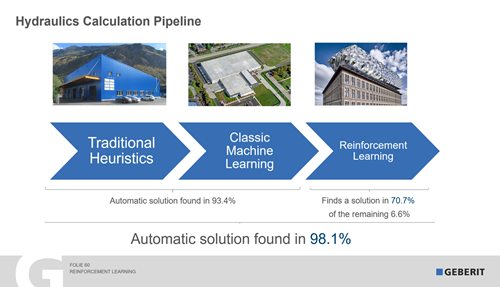 Hydraulics Calculation Pipeline
Traditional
Heuristics
Classic
Machine
Learning
Reinforcement
Learning
Automatic solution found in 93.4%
Finds a solution in 70.7%
of the remaining 6.6%
Automatic solution found in 98.1%
G
FOLIE 60
REINFORCEMENT LEARNING
GEBERIT